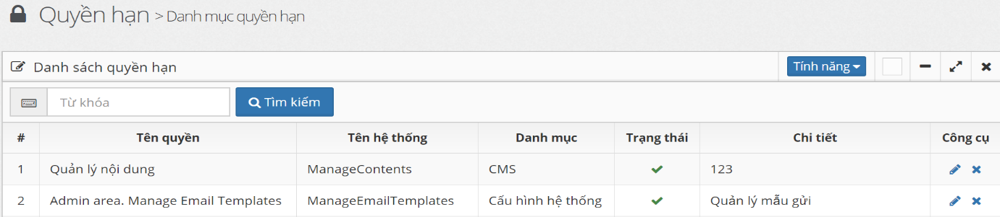 Quyền hạn > Danh mục quyền hạn
Danh sách quyền hạn Tính năng
Từ khóa Tìm kiếm
# Tên quyền Tên hệ thống Danh mục Trạng thái Chi tiết Công cụ
1 Quản lý nội dung ManageContents CMS 123
2 Admin area. Manage Email Templates ManageEmailTemplates Cấu hình hệ thống Quản lý mẫu gửi